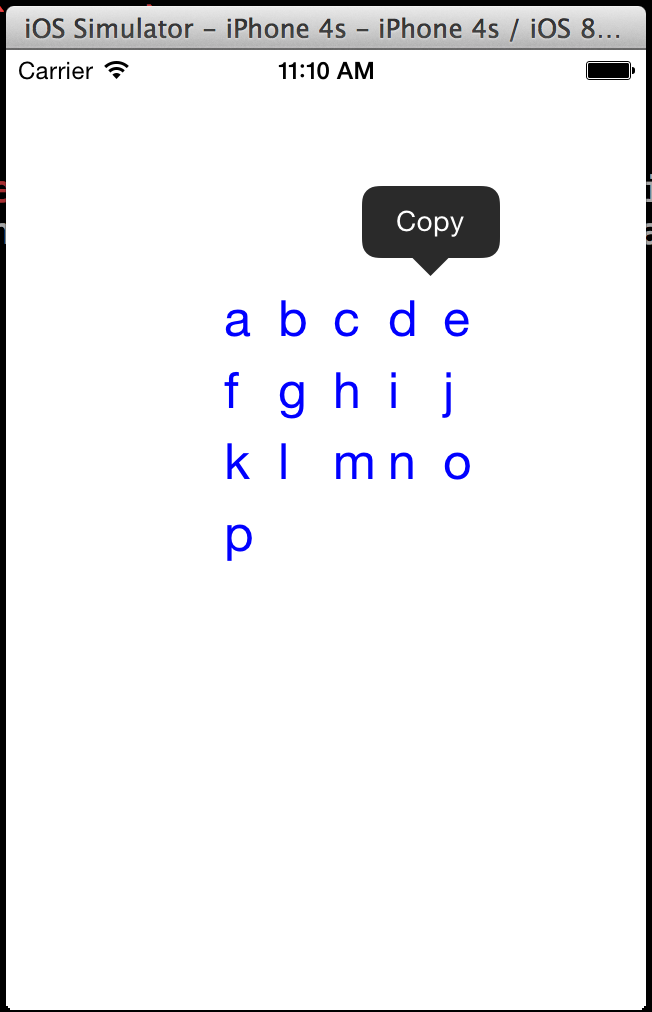 iOS Simulator – iPhone 4s – iPhone 4s / iOS 8...
Carrier 11:10 AM
Copy
a b c d e
f g h i j
k l m n o
p